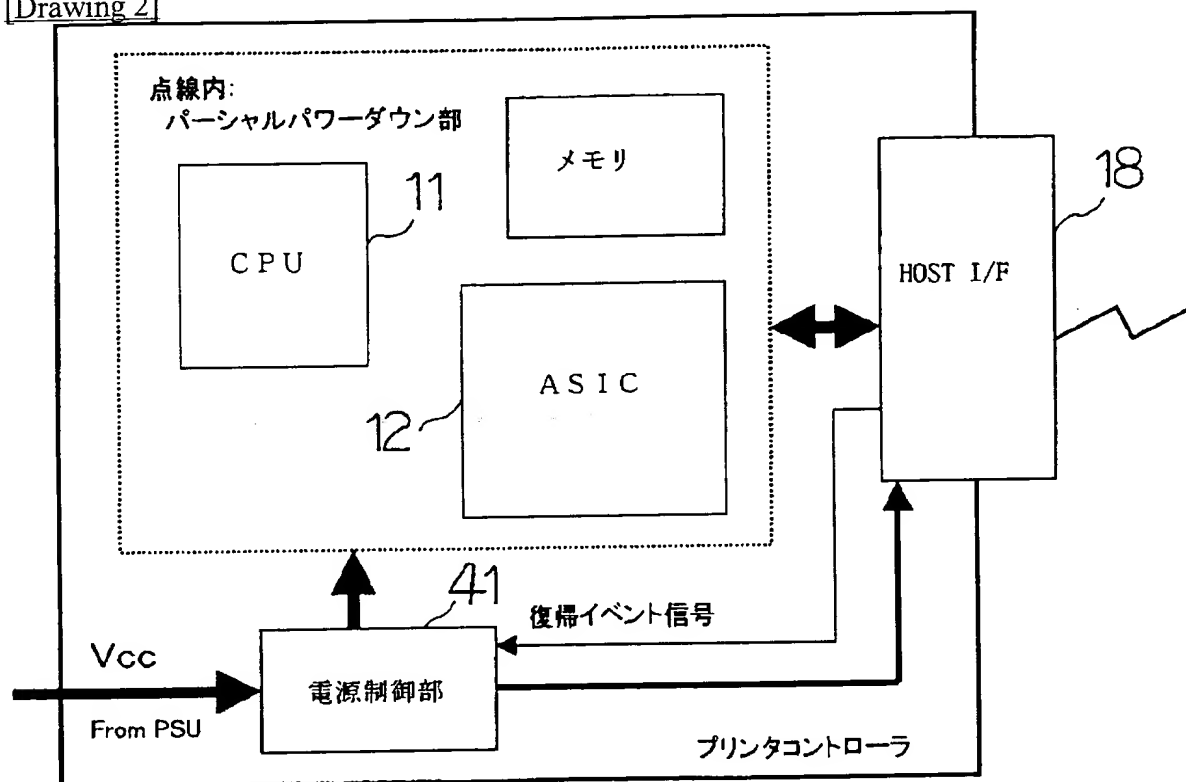 [Drawing 2]
点線内:
パーシャルパワーダウン部
メモリ
11
18
CPU
HOST I/F
ASIC
12
41
復帰イベント信号
Vcc
電源制御部
From PSU
プリンタコントローラ